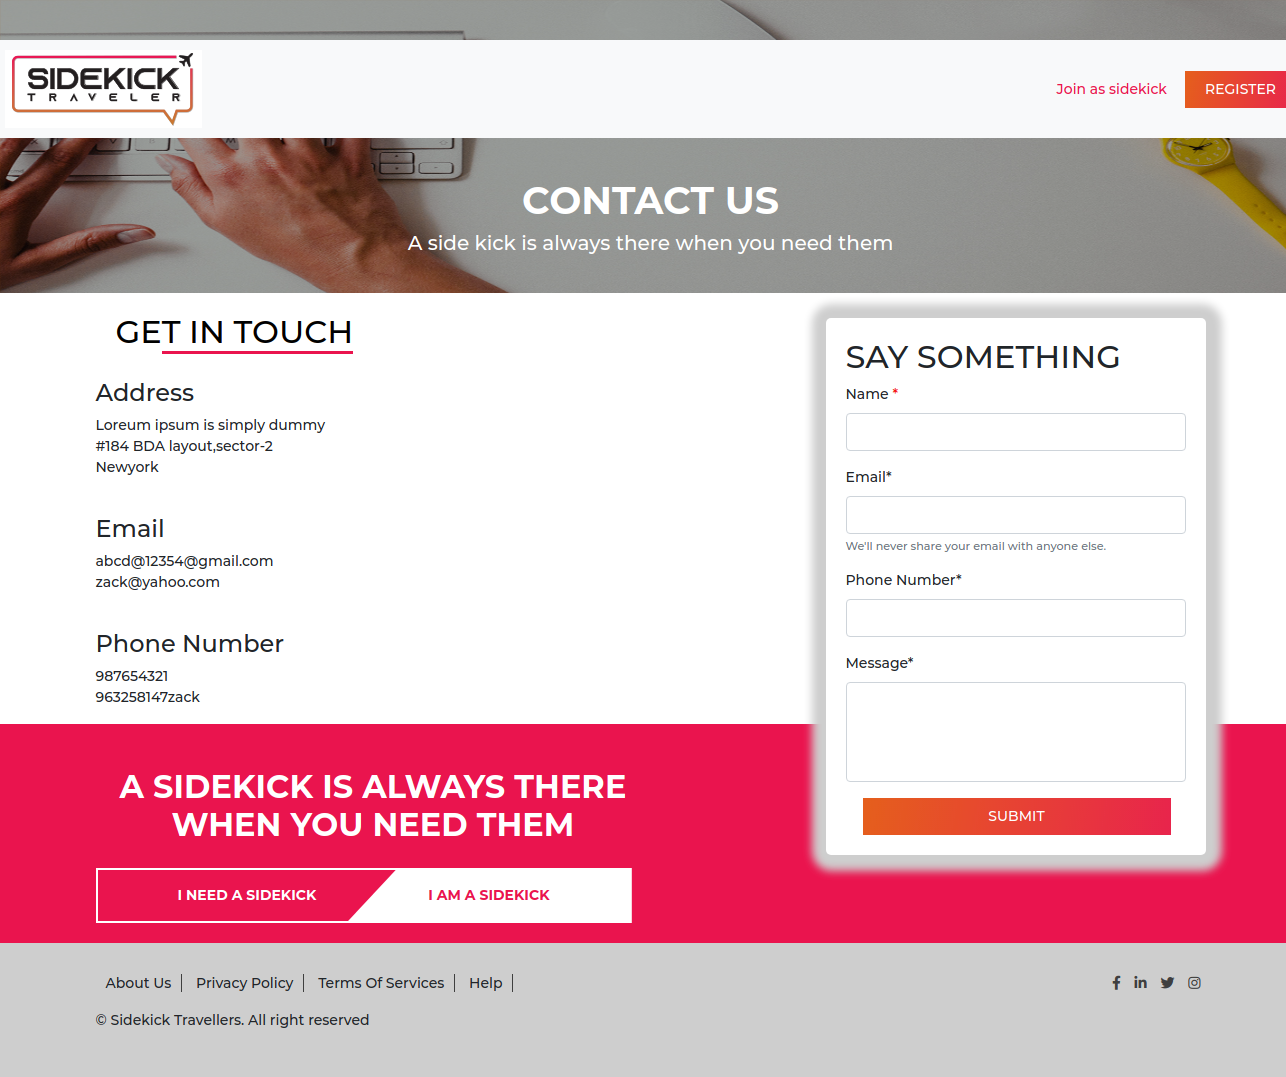 SIDEKICK
TRAVELER
Join as sidekick
REGISTER
CONTACT US
A side kick is always there when you need them
GET IN TOUCH
Address
Loreum ipsum is simply dummy
#184 BDA layout,sector-2
Newyork
Email
abcd@12354@gmail.com
zack@yahoo.com
Phone Number
987654321
963258147zack
SAY SOMETHING
Name *
Email*
We'll never share your email with anyone else.
Phone Number*
Message*
SUBMIT
A SIDEKICK IS ALWAYS THERE
WHEN YOU NEED THEM
I NEED A SIDEKICK
I AM A SIDEKICK
About Us
Privacy Policy
Terms Of Services
Help
© Sidekick Travellers. All right reserved